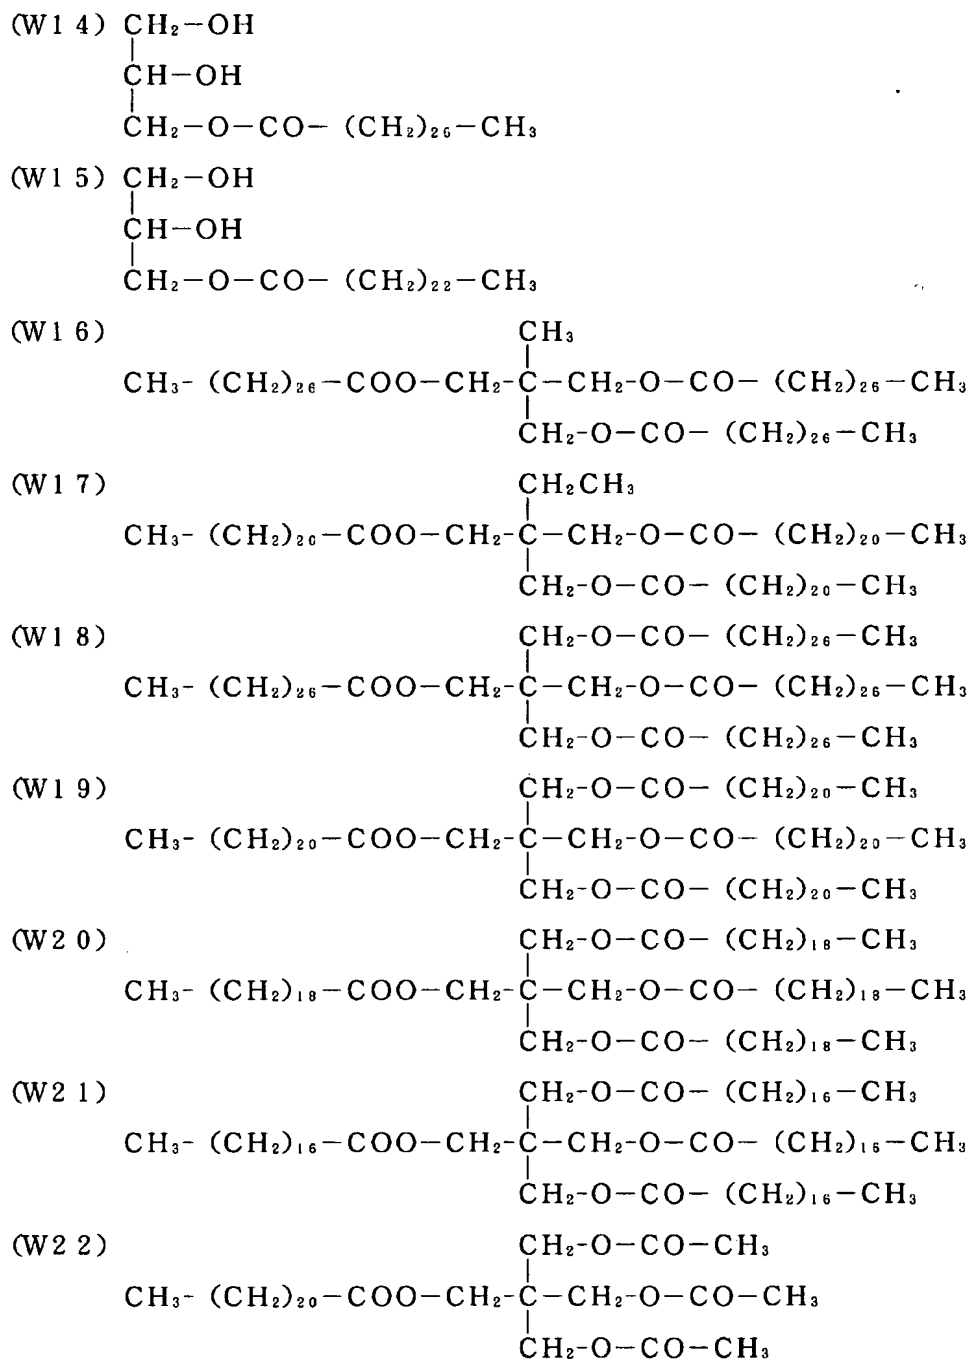 (W14) CH₂-OH
CH-OH
CH₂-O-CO-(CH₂)₂₆-CH₃
(W15) CH₂-OH
CH-OH
CH₂-O-CO-(CH₂)₂₂-CH₃
(W16) CH₃
CH₃-(CH₂)₂₆-COO-CH₂-C-CH₂-O-CO-(CH₂)₂₆-CH₃
CH₂-O-CO-(CH₂)₂₆-CH₃
(W17) CH₂CH₃
CH₃-(CH₂)₂₀-COO-CH₂-C-CH₂-O-CO-(CH₂)₂₀-CH₃
CH₂-O-CO-(CH₂)₂₀-CH₃
(W18) CH₂-O-CO-(CH₂)₂₆-CH₃
CH₃-(CH₂)₂₆-COO-CH₂-C-CH₂-O-CO-(CH₂)₂₆-CH₃
CH₂-O-CO-(CH₂)₂₆-CH₃
(W19) CH₂-O-CO-(CH₂)₂₀-CH₃
CH₃-(CH₂)₂₀-COO-CH₂-C-CH₂-O-CO-(CH₂)₂₀-CH₃
CH₂-O-CO-(CH₂)₂₀-CH₃
(W20) CH₂-O-CO-(CH₂)₁₈-CH₃
CH₃-(CH₂)₁₈-COO-CH₂-C-CH₂-O-CO-(CH₂)₁₈-CH₃
CH₂-O-CO-(CH₂)₁₈-CH₃
(W21) CH₂-O-CO-(CH₂)₁₆-CH₃
CH₃-(CH₂)₁₆-COO-CH₂-C-CH₂-O-CO-(CH₂)₁₆-CH₃
CH₂-O-CO-(CH₂)₁₆-CH₃
(W22) CH₂-O-CO-CH₃
CH₃-(CH₂)₂₀-COO-CH₂-C-CH₂-O-CO-CH₃
CH₂-O-CO-CH₃